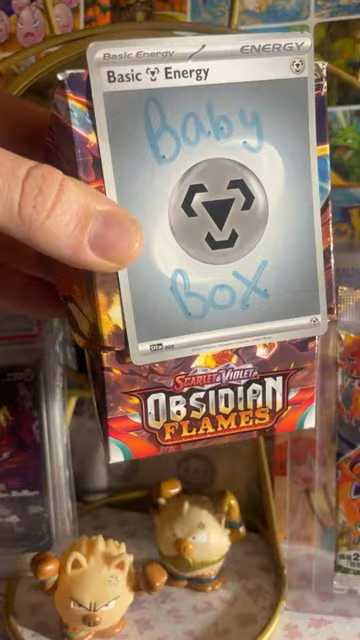 Basic Energy
ENERGY
Basic Energy
Baby
Box
SCARLET & VIOLET
OBSIDIAN
FLAMES